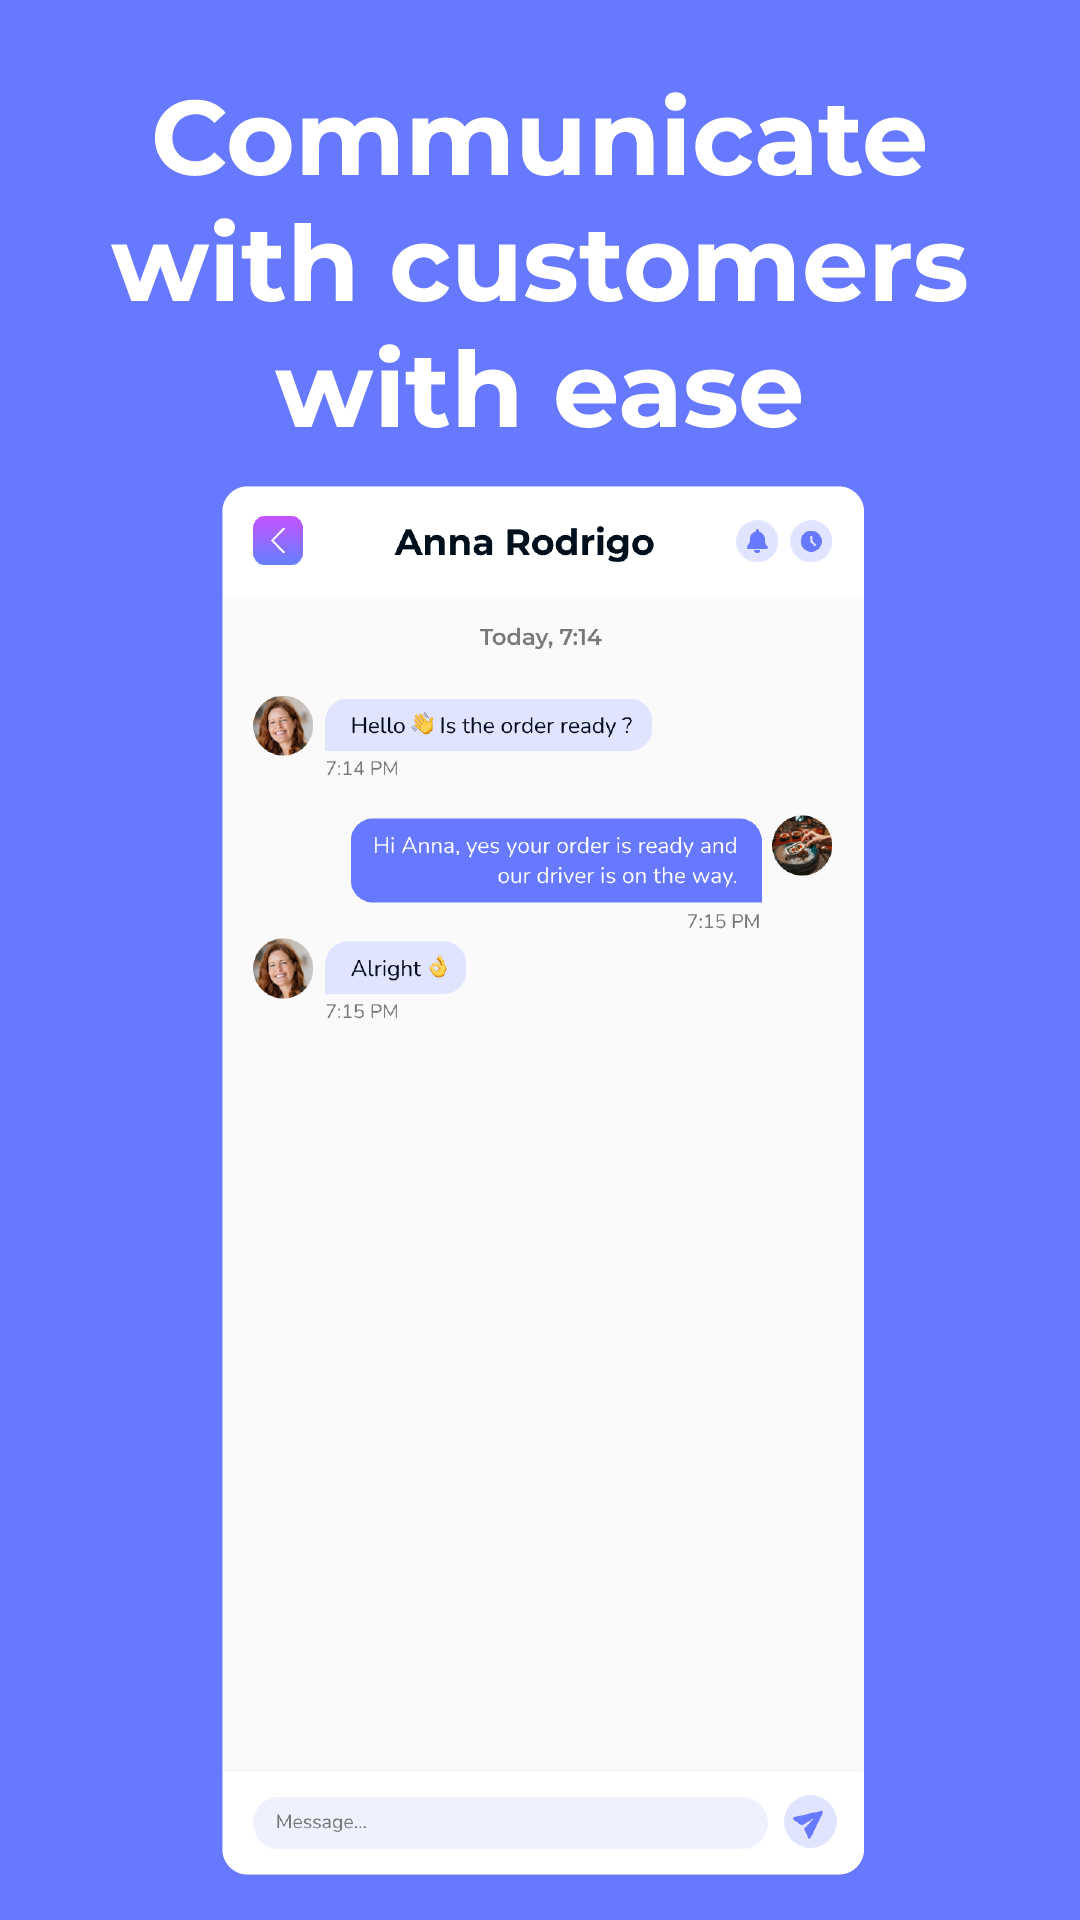 Communicate
with customers
with ease
Anna Rodrigo
Today, 7:14
Hello 👋 Is the order ready ?
7:14 PM
Hi Anna, yes your order is ready and
our driver is on the way.
7:15 PM
Alright 👌
7:15 PM
Message...